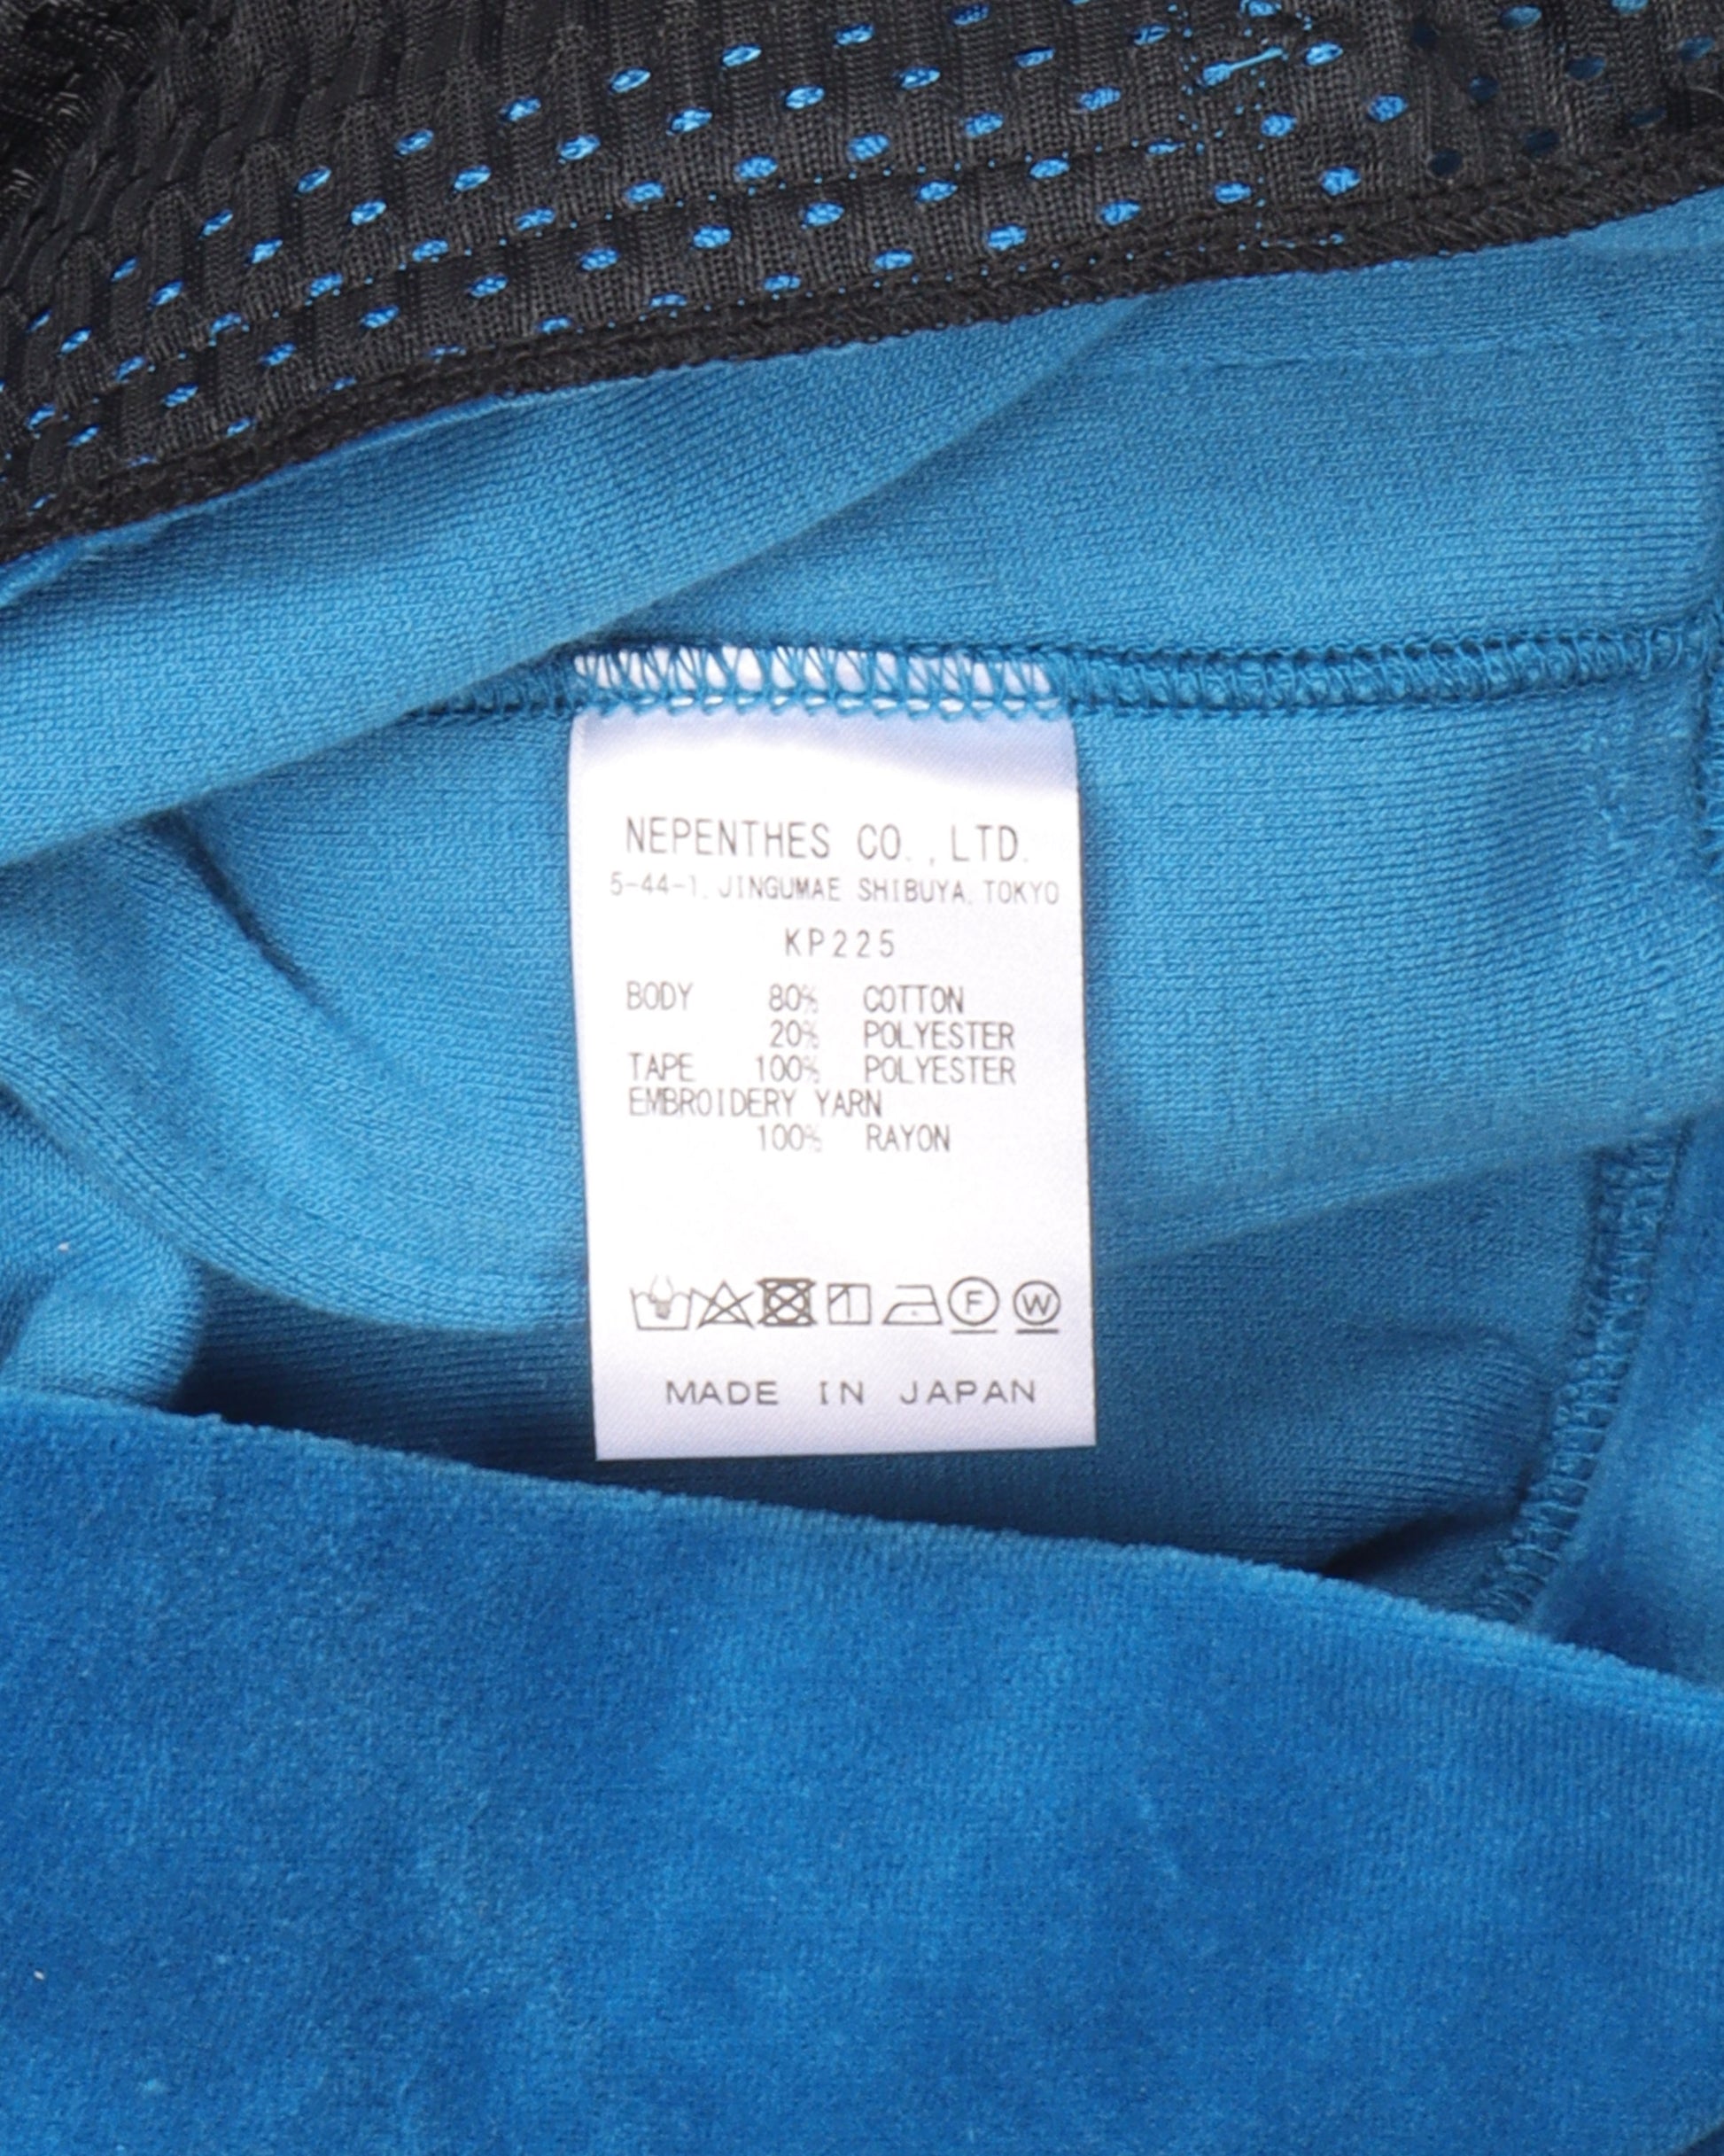 NEPENTHES CO.,LTD.
5-44-1, JINGUMAE SHIBUYA, TOKYO
KP225
BODY 80% COTTON
20% POLYESTER
TAPE 100% POLYESTER
EMBROIDERY YARN
100% RAYON
F W
MADE IN JAPAN